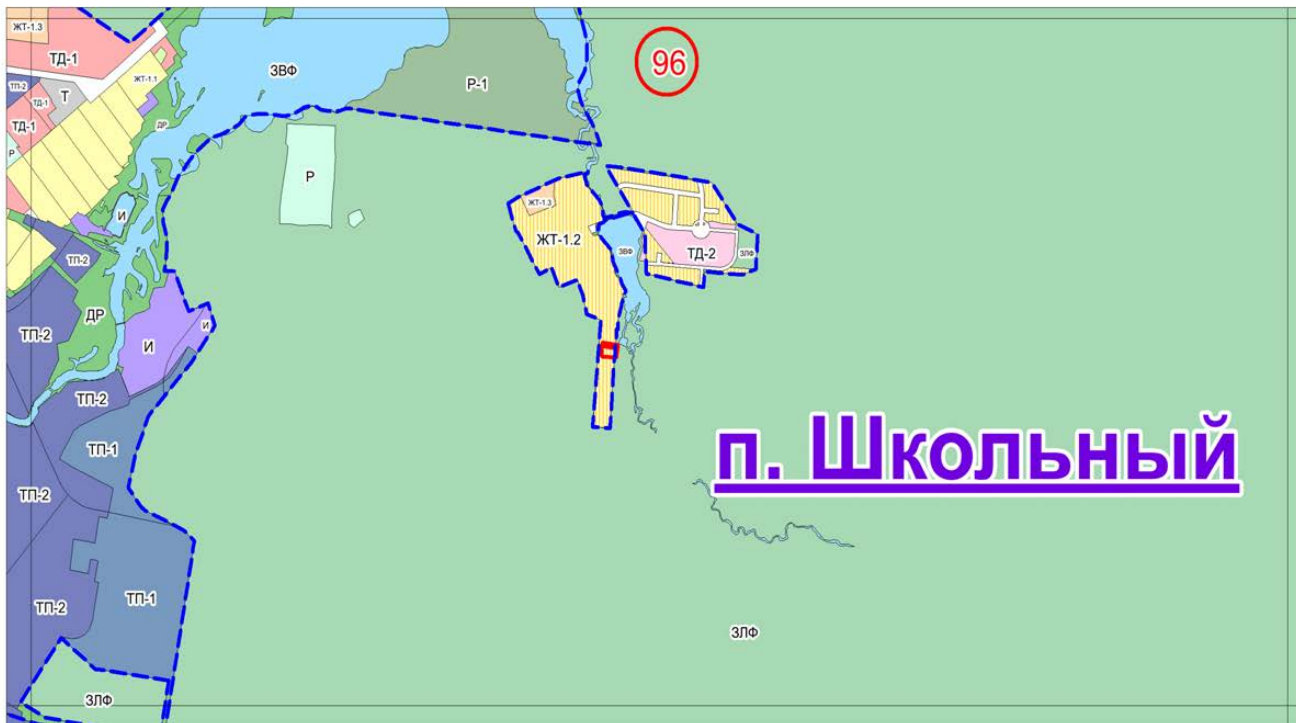 ЖТ-1.3
ТД-1
ЗВФ
96
ЖТ-1.1
Р-1
ТП-2
Т
ТД-1
ТД-1
ДР
Р
Р
ЖТ-1.3
И
ЖТ-1.2
ЗВФ
ТД-2
ЗЛФ
ТП-2
ДР
И
ТП-2
И
ТП-2
ТП-1
п. Школьный
ТП-2
ТП-2
ТП-1
ЗЛФ
ЗЛФ